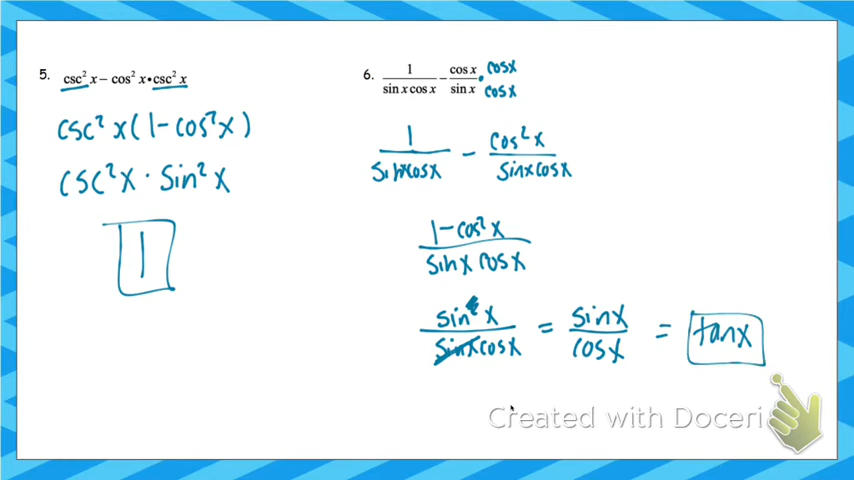 5. csc² x − cos² x • csc² x
csc² x (1 − cos² x)
csc² x · sin² x
1
6. 1/(sin x cos x) − cos x/sin x • cos x/cos x
1/(sin x cos x) − cos² x/(sin x cos x)
(1 − cos² x)/(sin x cos x)
sin² x/(sin x cos x) = sin x/cos x = tan x
Created with Doceri